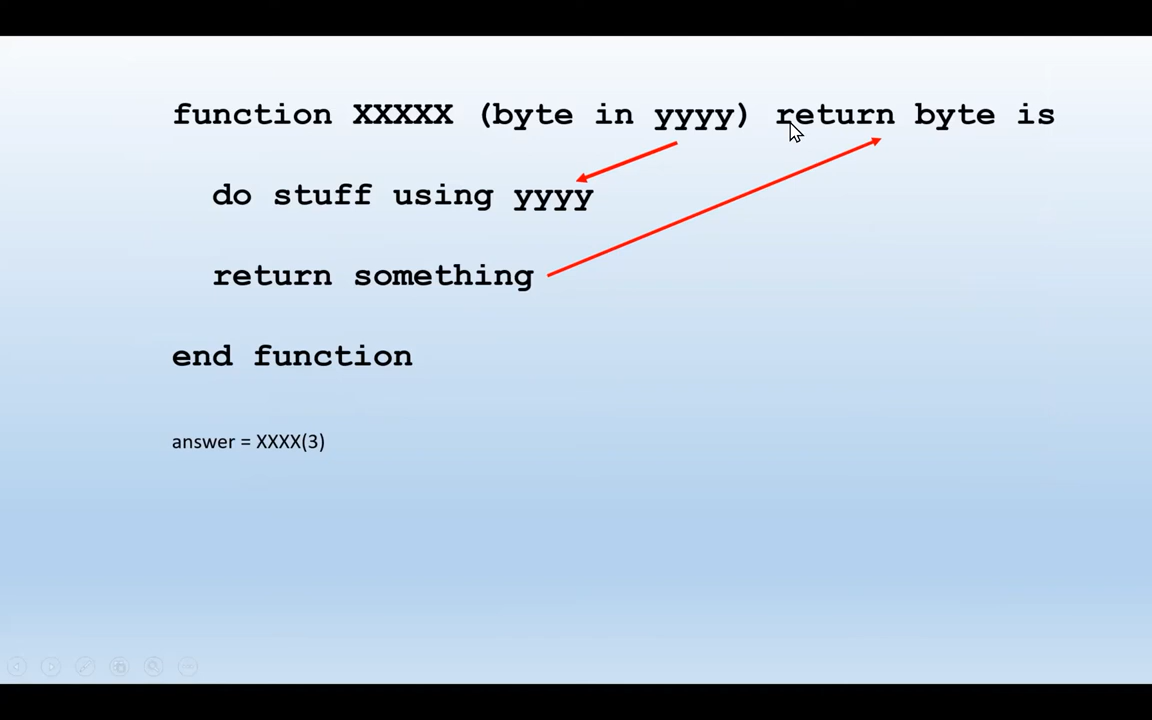 function XXXXX (byte in yyyy) return byte is
do stuff using yyyy
return something
end function
answer = XXXX(3)